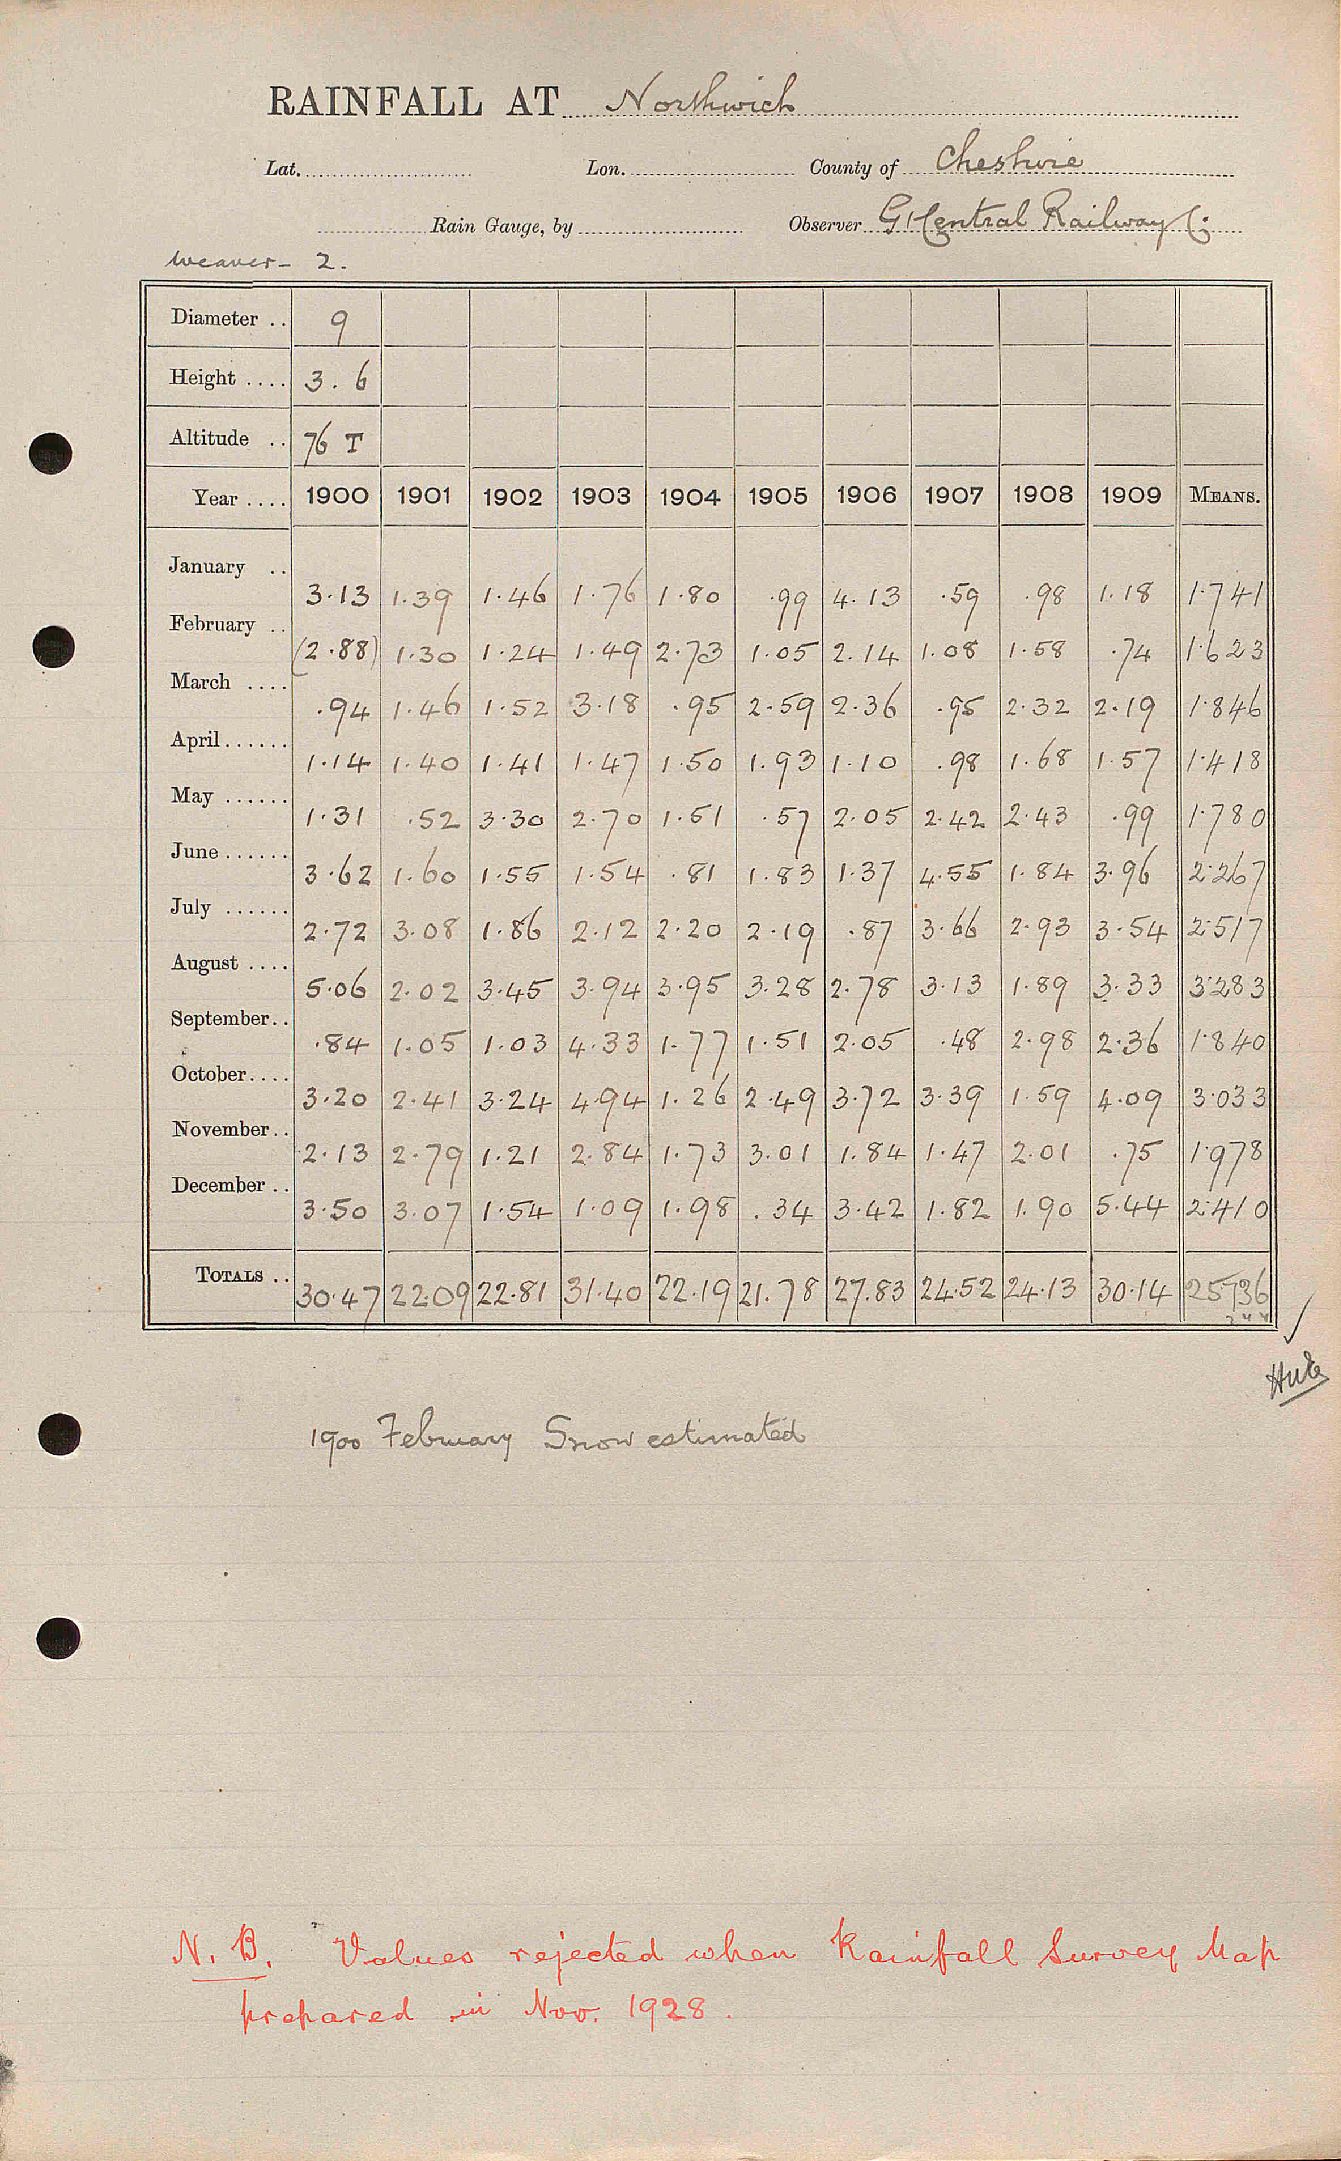 RAINFALL AT Northwich
Lat. Lon. County of Cheshire
Rain Gauge, by Observer Gt Central Railway Co.
Weaver - 2.
Diameter .. 9
Height .... 3 . 6
Altitude .. 76 T
Year .... 1900 1901 1902 1903 1904 1905 1906 1907 1908 1909 MEANS.
January .. 3.13 1.39 1.46 1.76 1.80 .99 4.13 .59 .98 1.18 1.741
February .. (2.88) 1.30 1.24 1.49 2.73 1.05 2.14 1.08 1.58 .74 1.623
March .... .94 1.46 1.52 3.18 .95 2.59 2.36 .95 2.32 2.19 1.846
April ...... 1.14 1.40 1.41 1.47 1.50 1.93 1.10 .98 1.68 1.57 1.418
May ...... 1.31 .52 3.30 2.70 1.51 .57 2.05 2.42 2.43 .99 1.780
June ...... 3.62 1.60 1.55 1.54 .81 1.83 1.37 4.55 1.84 3.96 2.267
July ...... 2.72 3.08 1.86 2.12 2.20 2.19 .87 3.66 2.93 3.54 2.517
August .... 5.06 2.02 3.45 3.94 3.95 3.28 2.78 3.13 1.89 3.33 3.283
September .. .84 1.05 1.03 4.33 1.77 1.51 2.05 .48 2.98 2.36 1.840
October .... 3.20 2.41 3.24 4.94 1.26 2.49 3.72 3.39 1.59 4.09 3.033
November .. 2.13 2.79 1.21 2.84 1.73 3.01 1.84 1.47 2.01 .75 1.978
December .. 3.50 3.07 1.54 1.09 1.98 .34 3.42 1.82 1.90 5.44 2.410
TOTALS .. 30.47 22.09 22.81 31.40 22.19 21.78 27.83 24.52 24.13 30.14 25.736
1900 February Snow estimated
N.B. Values rejected when Rainfall Survey Map
prepared in Nov. 1928.